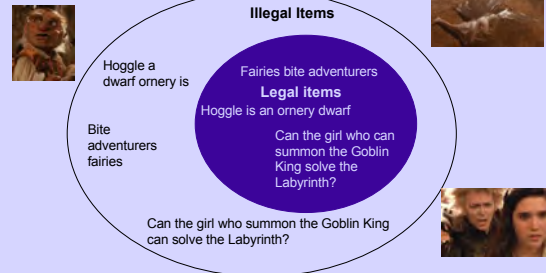 Illegal Items
Hoggle a
dwarf ornery is
Fairies bite adventurers
Legal items
Hoggle is an ornery dwarf
Bite
adventurers
fairies
Can the girl who can
summon the Goblin
King solve the
Labyrinth?
Can the girl who summon the Goblin King
can solve the Labyrinth?